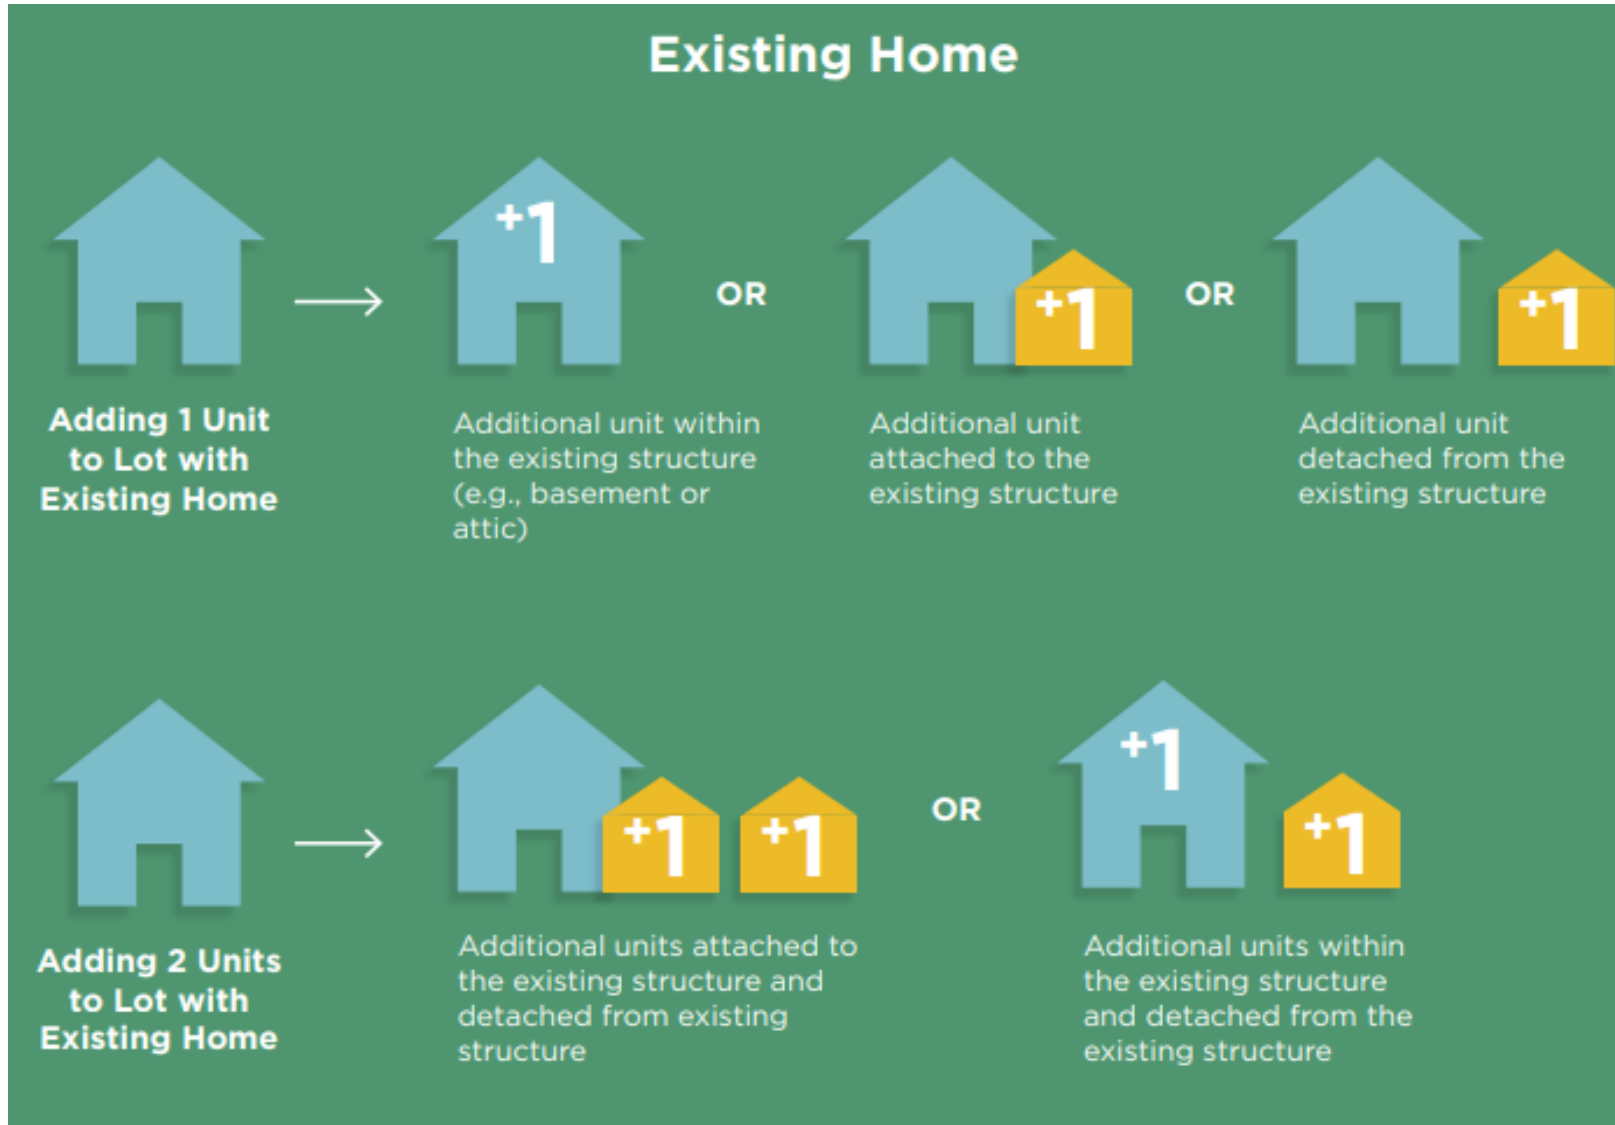 Existing Home
+1
OR
+1
OR
+1
Adding 1 Unit
to Lot with
Existing Home
Additional unit within
the existing structure
(e.g., basement or
attic)
Additional unit
attached to the
existing structure
Additional unit
detached from the
existing structure
+1
+1
OR
+1
+1
Adding 2 Units
to Lot with
Existing Home
Additional units attached to
the existing structure and
detached from existing
structure
Additional units within
the existing structure
and detached from the
existing structure